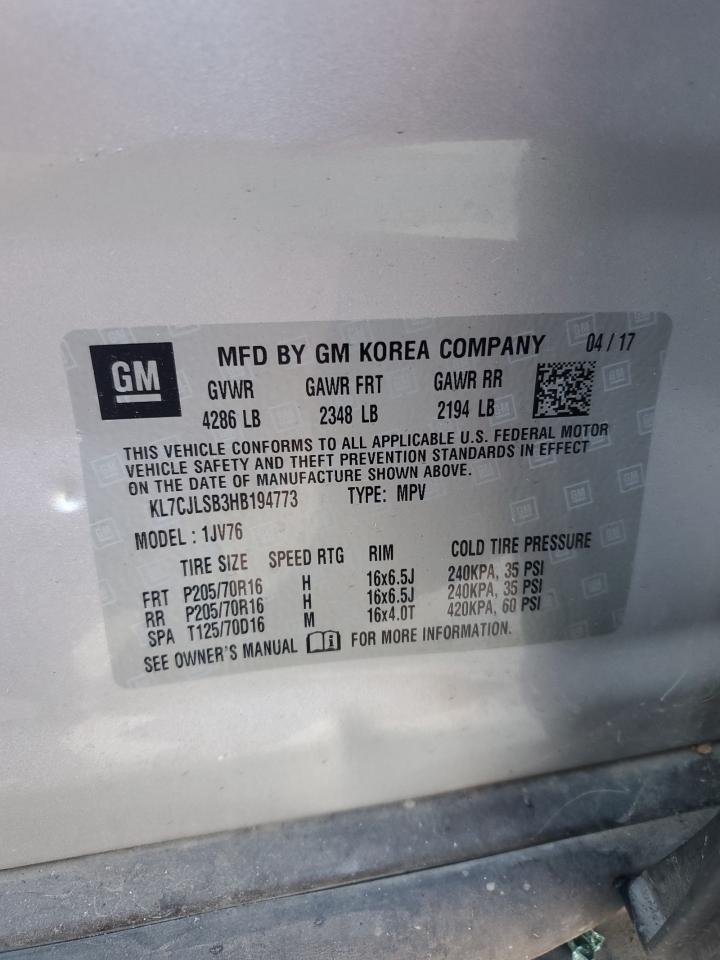 GM
MFD BY GM KOREA COMPANY 04 / 17
GVWR GAWR FRT GAWR RR
4286 LB 2348 LB 2194 LB
THIS VEHICLE CONFORMS TO ALL APPLICABLE U.S. FEDERAL MOTOR
VEHICLE SAFETY AND THEFT PREVENTION STANDARDS IN EFFECT
ON THE DATE OF MANUFACTURE SHOWN ABOVE.
KL7CJLSB3HB194773 TYPE: MPV
MODEL : 1JV76
TIRE SIZE SPEED RTG RIM COLD TIRE PRESSURE
FRT P205/70R16 H 16x6.5J 240KPA, 35 PSI
RR P205/70R16 H 16x6.5J 240KPA, 35 PSI
SPA T125/70D16 M 16x4.0T 420KPA, 60 PSI
SEE OWNER'S MANUAL FOR MORE INFORMATION.